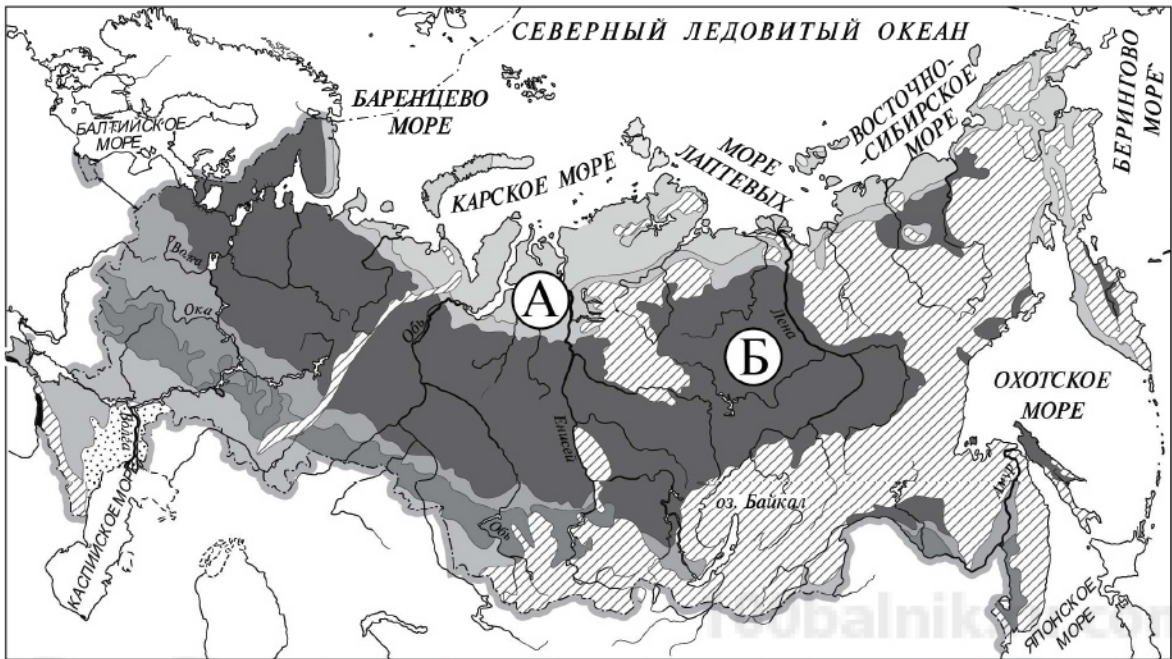 СЕВЕРНЫЙ ЛЕДОВИТЫЙ ОКЕАН
БЕРИНГОВО
МОРЕ
ВОСТОЧНО-
-СИБИРСКОЕ
МОРЕ
БАРЕНЦЕВО
МОРЕ
БАЛТИЙСКОЕ
МОРЕ
МОРЕ
ЛАПТЕВЫХ
КАРСКОЕ МОРЕ
Волга
Ока
Обь
А
Лена
Б
ОХОТСКОЕ
МОРЕ
Енисей
Волга
Амур
оз. Байкал
Обь
КАСПИЙСКОЕ МОРЕ
ЯПОНСКОЕ
МОРЕ